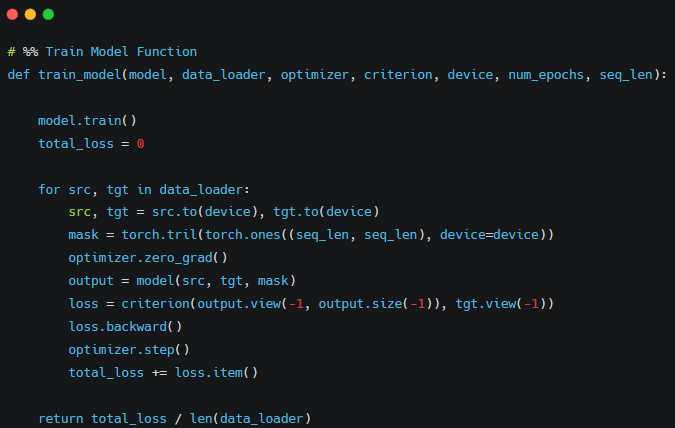 # %% Train Model Function
def train_model(model, data_loader, optimizer, criterion, device, num_epochs, seq_len):
    model.train()
    total_loss = 0
    for src, tgt in data_loader:
        src, tgt = src.to(device), tgt.to(device)
        mask = torch.tril(torch.ones((seq_len, seq_len), device=device))
        optimizer.zero_grad()
        output = model(src, tgt, mask)
        loss = criterion(output.view(-1, output.size(-1)), tgt.view(-1))
        loss.backward()
        optimizer.step()
        total_loss += loss.item()
    return total_loss / len(data_loader)